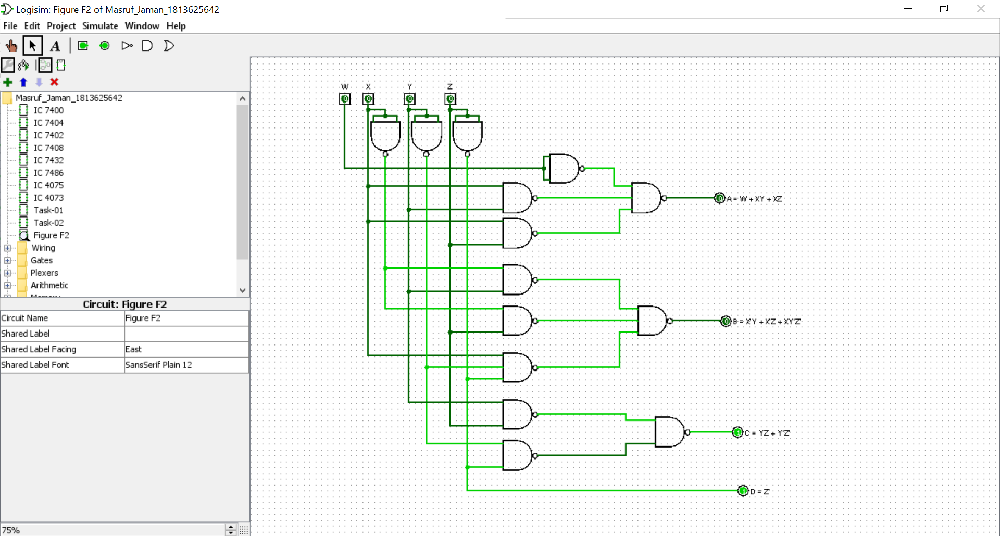 Logisim: Figure F2 of Masruf_Jaman_1813625642
File Edit Project Simulate Window Help
A
Masruf_Jaman_1813625642
IC 7400
IC 7404
IC 7402
IC 7408
IC 7432
IC 7486
IC 4075
IC 4073
Task-01
Task-02
Figure F2
Wiring
Gates
Plexers
Arithmetic
Circuit: Figure F2
Circuit Name Figure F2
Shared Label
Shared Label Facing East
Shared Label Font SansSerif Plain 12
75%
W X Y Z
0 0 0 0
0 A = W + XY + XZ
0 B = X'Y + X'Z + XY'Z'
1 C = YZ + Y'Z'
1 D = Z'